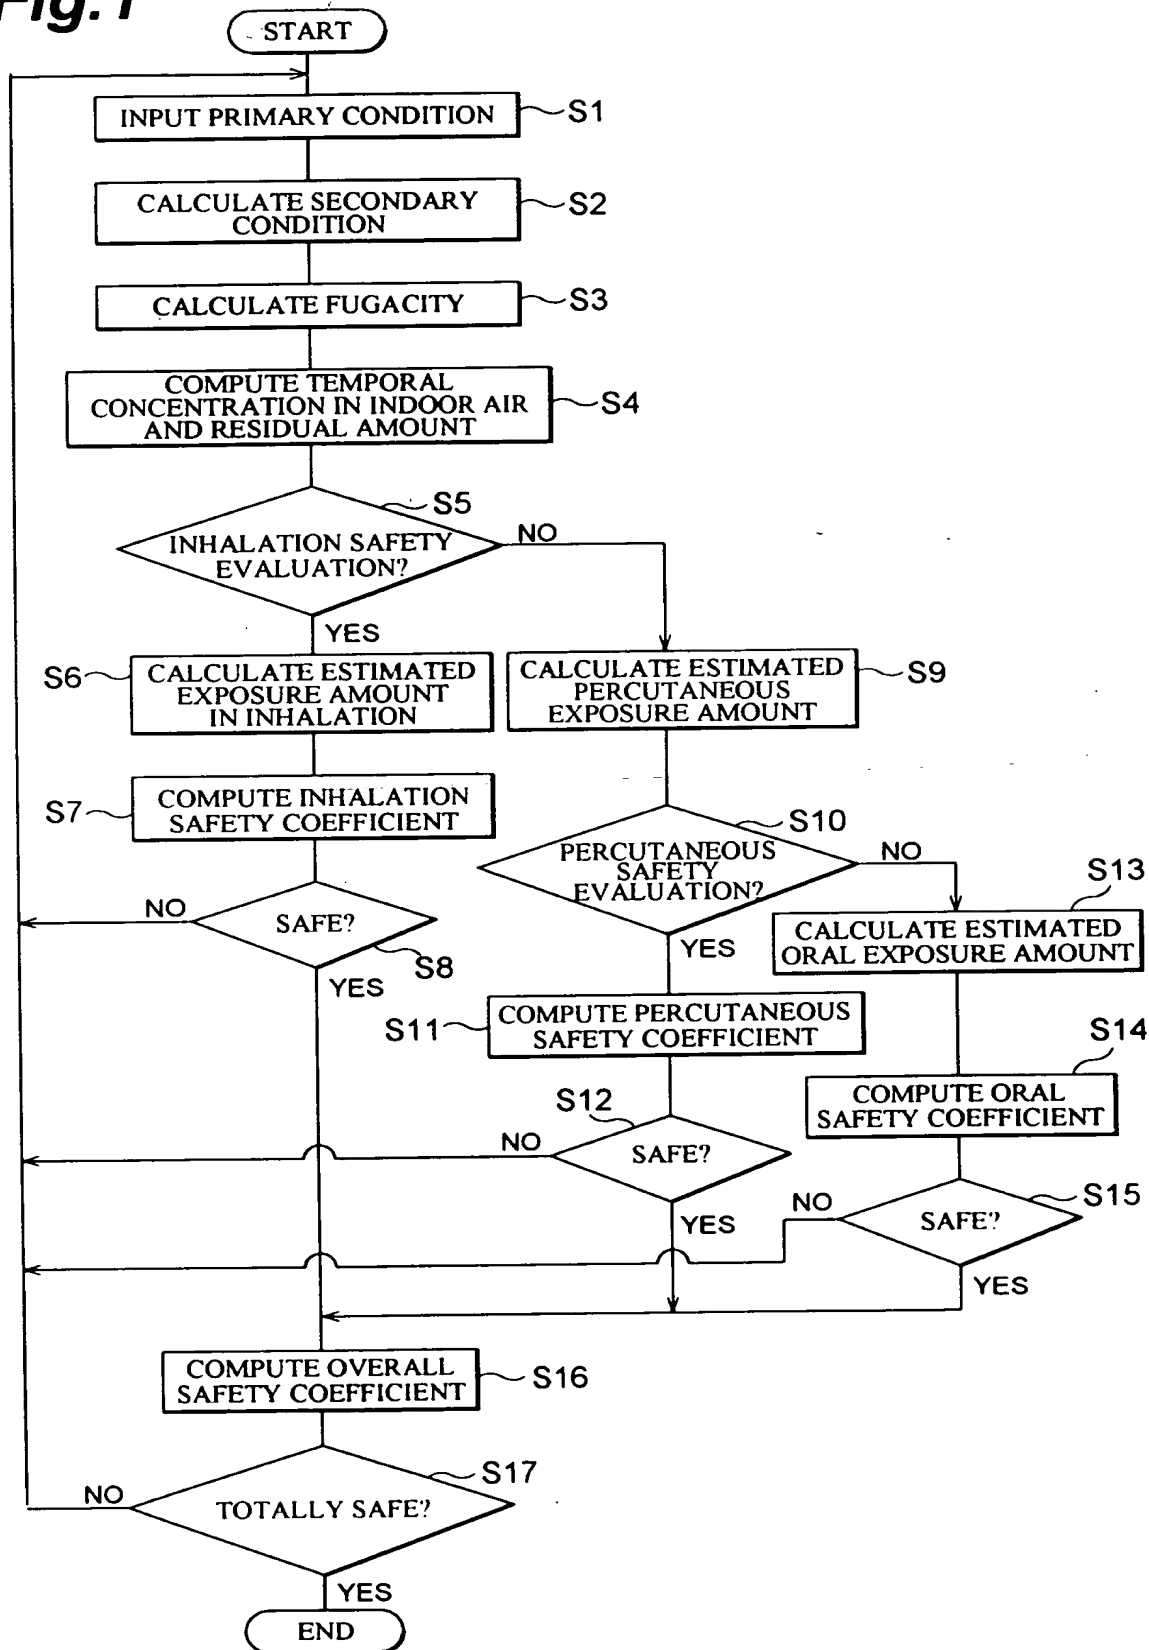 Fig.1
START
INPUT PRIMARY CONDITION
S1
CALCULATE SECONDARY
CONDITION
S2
CALCULATE FUGACITY
S3
COMPUTE TEMPORAL
CONCENTRATION IN INDOOR AIR
AND RESIDUAL AMOUNT
S4
S5
INHALATION SAFETY
EVALUATION?
NO
YES
S6
CALCULATE ESTIMATED
EXPOSURE AMOUNT
IN INHALATION
CALCULATE ESTIMATED
PERCUTANEOUS
EXPOSURE AMOUNT
S9
S7
COMPUTE INHALATION
SAFETY COEFFICIENT
S10
PERCUTANEOUS
SAFETY
EVALUATION?
NO
YES
S13
CALCULATE ESTIMATED
ORAL EXPOSURE AMOUNT
NO
SAFE?
S8
YES
S11
COMPUTE PERCUTANEOUS
SAFETY COEFFICIENT
S14
COMPUTE ORAL
SAFETY COEFFICIENT
S12
NO
SAFE?
YES
S15
NO
SAFE?
YES
COMPUTE OVERALL
SAFETY COEFFICIENT
S16
S17
NO
TOTALLY SAFE?
YES
END